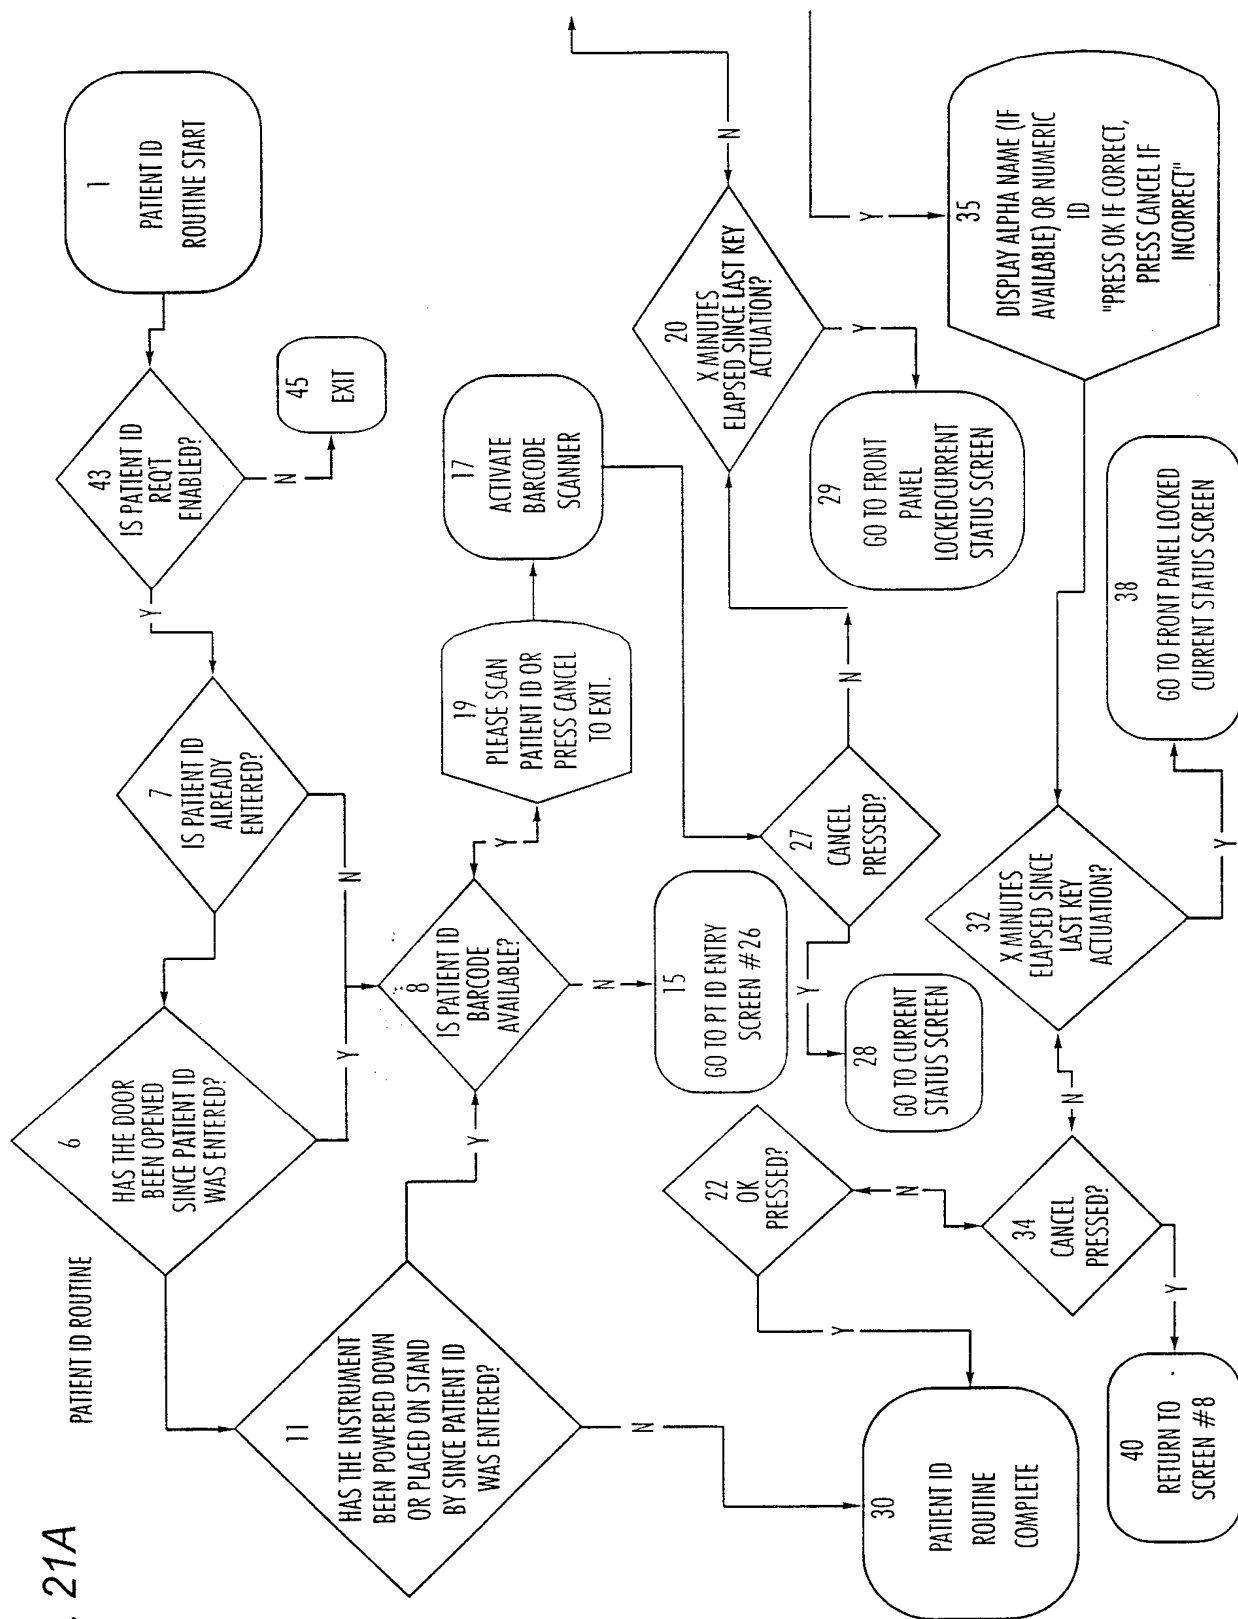 . 21A
PATIENT ID ROUTINE
1
PATIENT ID
ROUTINE START
43
IS PATIENT ID
REQ'T
ENABLED?
N
45
EXIT
Y
7
IS PATIENT ID
ALREADY
ENTERED?
N
6
HAS THE DOOR
BEEN OPENED
SINCE PATIENT ID
WAS ENTERED?
Y
11
HAS THE INSTRUMENT
BEEN POWERED DOWN
OR PLACED ON STAND
BY SINCE PATIENT ID
WAS ENTERED?
Y
N
8
IS PATIENT ID
BARCODE
AVAILABLE?
Y
N
19
PLEASE SCAN
PATIENT ID OR
PRESS CANCEL
TO EXIT.
17
ACTIVATE
BARCODE
SCANNER
15
GO TO PT ID ENTRY
SCREEN #26
27
CANCEL
PRESSED?
N
Y
28
GO TO CURRENT
STATUS SCREEN
20
X MINUTES
ELAPSED SINCE LAST KEY
ACTUATION?
N
Y
29
GO TO FRONT
PANEL
LOCKEDCURRENT
STATUS SCREEN
Y
35
DISPLAY ALPHA NAME (IF
AVAILABLE) OR NUMERIC
ID
"PRESS OK IF CORRECT,
PRESS CANCEL IF
INCORRECT"
32
X MINUTES
ELAPSED SINCE
LAST KEY
ACTUATION?
Y
38
GO TO FRONT PANEL LOCKED
CURRENT STATUS SCREEN
N
34
CANCEL
PRESSED?
Y
40
RETURN TO
SCREEN #8
N
22
OK
PRESSED?
Y
30
PATIENT ID
ROUTINE
COMPLETE